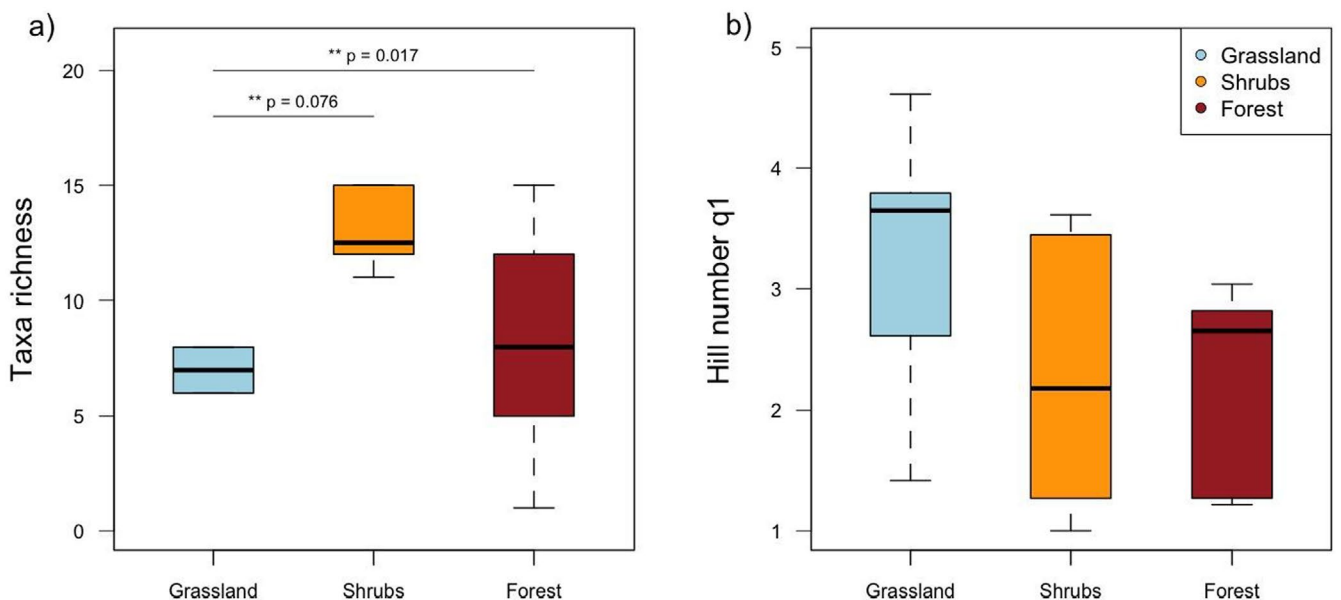 a)
** p = 0.017
** p = 0.076
Taxa richness
20
15
10
5
0
Grassland
Shrubs
Forest
b)
Grassland
Shrubs
Forest
Hill number q1
5
4
3
2
1
Grassland
Shrubs
Forest